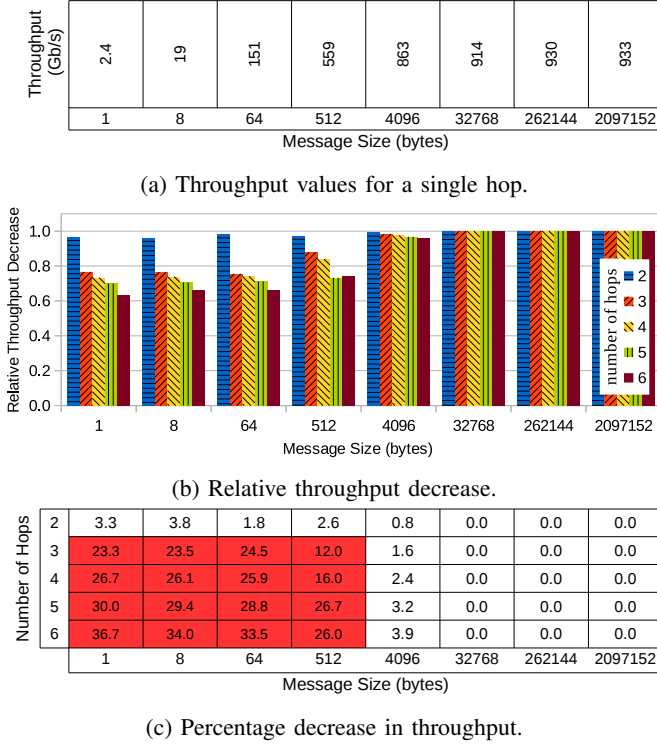 Throughput
(Gb/s)
2.4 19 151 559 863 914 930 933
1 8 64 512 4096 32768 262144 2097152
Message Size (bytes)
(a) Throughput values for a single hop.
Relative Throughput Decrease
1.0
0.8
0.6
0.4
0.2
0.0
number of hops
2
3
4
5
6
1 8 64 512 4096 32768 262144 2097152
Message Size (bytes)
(b) Relative throughput decrease.
Number of Hops
2 3.3 3.8 1.8 2.6 0.8 0.0 0.0 0.0
3 23.3 23.5 24.5 12.0 1.6 0.0 0.0 0.0
4 26.7 26.1 25.9 16.0 2.4 0.0 0.0 0.0
5 30.0 29.4 28.8 26.7 3.2 0.0 0.0 0.0
6 36.7 34.0 33.5 26.0 3.9 0.0 0.0 0.0
1 8 64 512 4096 32768 262144 2097152
Message Size (bytes)
(c) Percentage decrease in throughput.